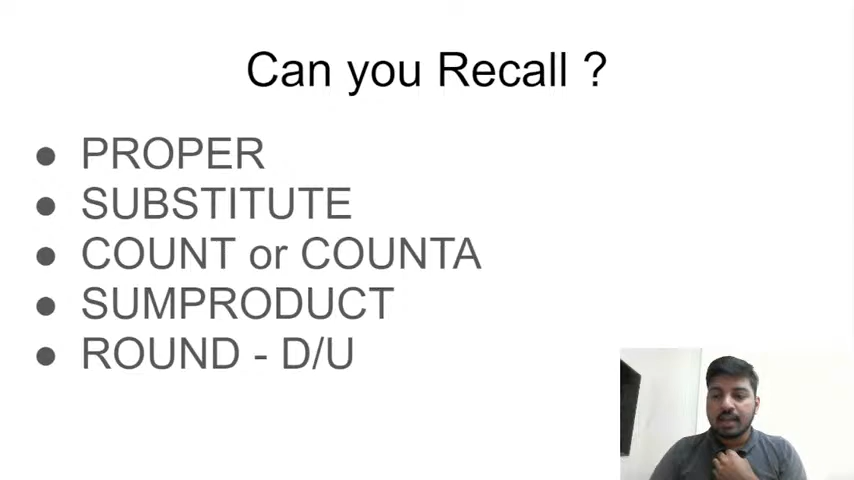 Can you Recall ?
● PROPER
● SUBSTITUTE
● COUNT or COUNTA
● SUMPRODUCT
● ROUND - D/U